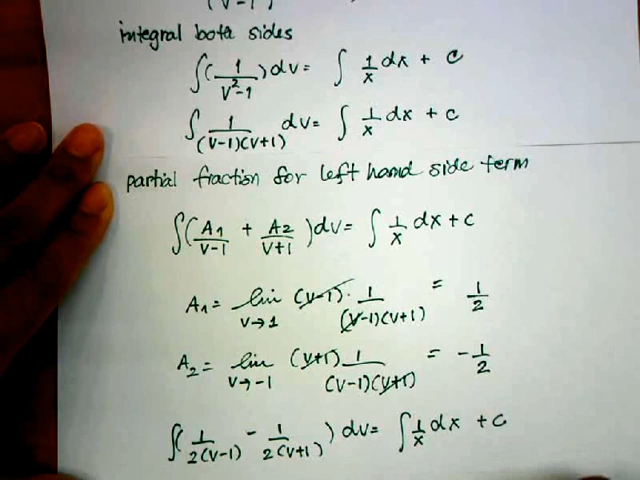 (v-1)
integral both sides
∫(1/(v²-1))dv = ∫ 1/x dx + c
∫ 1/((v-1)(v+1)) dv = ∫ 1/x dx + c
partial fraction for left hand side term
∫(A1/(v-1) + A2/(v+1))dv = ∫ 1/x dx + c
A1 = lim v→1 (v-1) · 1/((v-1)(v+1)) = 1/2
A2 = lim v→-1 (v+1) 1/((v-1)(v+1)) = -1/2
∫(1/(2(v-1)) - 1/(2(v+1))) dv = ∫ 1/x dx + c